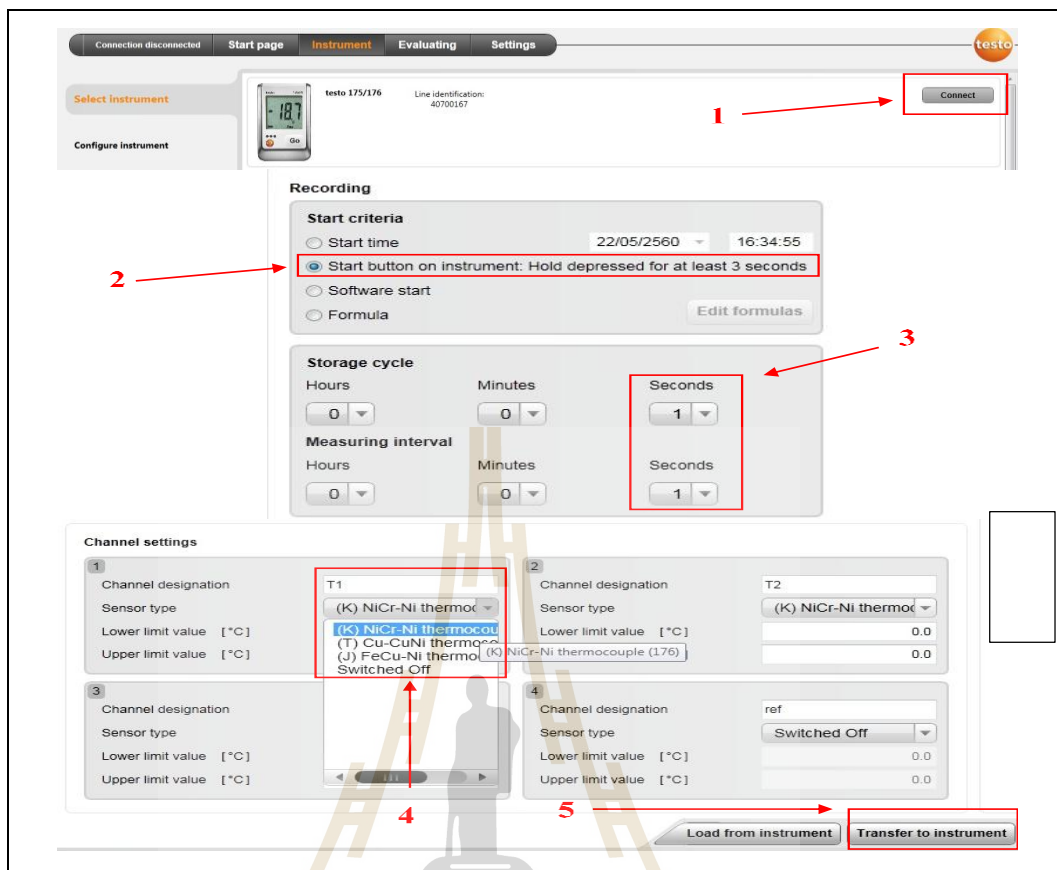 Connection disconnected Start page Instrument Evaluating Settings testo
Select instrument
Configure instrument
testo 175/176 Line identification:
40700167
- 18.7
Go
Connect
1
Recording
Start criteria
Start time 22/05/2560 16:34:55
2
Start button on instrument: Hold depressed for at least 3 seconds
Software start
Formula Edit formulas
3
Storage cycle
Hours Minutes Seconds
0 0 1
Measuring interval
Hours Minutes Seconds
0 0 1
Channel settings
1
Channel designation T1
Sensor type (K) NiCr-Ni thermoc
Lower limit value [°C]
Upper limit value [°C]
(K) NiCr-Ni thermocou
(T) Cu-CuNi thermoco
(J) FeCu-Ni thermo
Switched Off
(K) NiCr-Ni thermocouple (176)
2
Channel designation T2
Sensor type (K) NiCr-Ni thermoc
Lower limit value [°C] 0.0
0.0
3
Channel designation
Sensor type
Lower limit value [°C]
Upper limit value [°C]
4
Channel designation ref
Sensor type Switched Off
Lower limit value [°C] 0.0
Upper limit value [°C] 0.0
4
5
Load from instrument Transfer to instrument